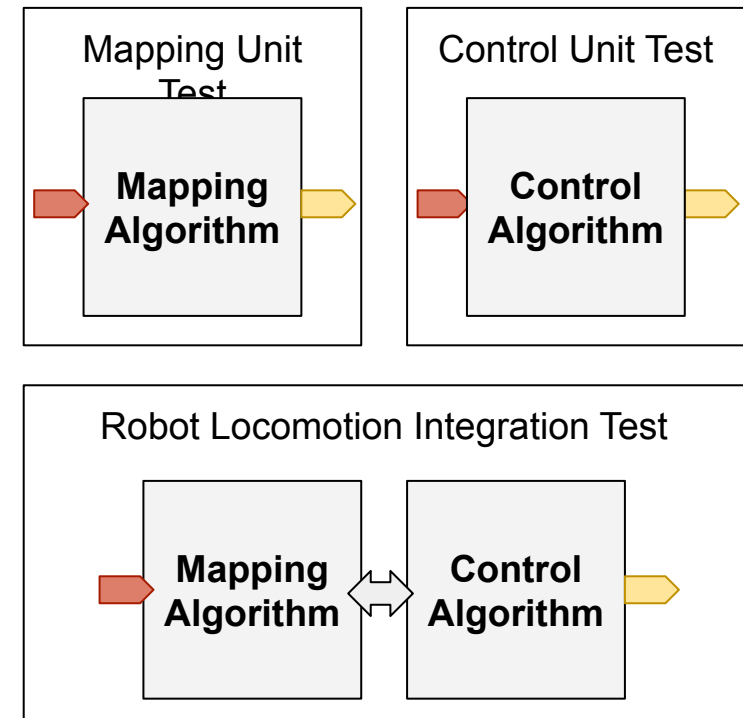 Mapping Unit
Test
Mapping
Algorithm
Control Unit Test
Control
Algorithm
Robot Locomotion Integration Test
Mapping
Algorithm
Control
Algorithm